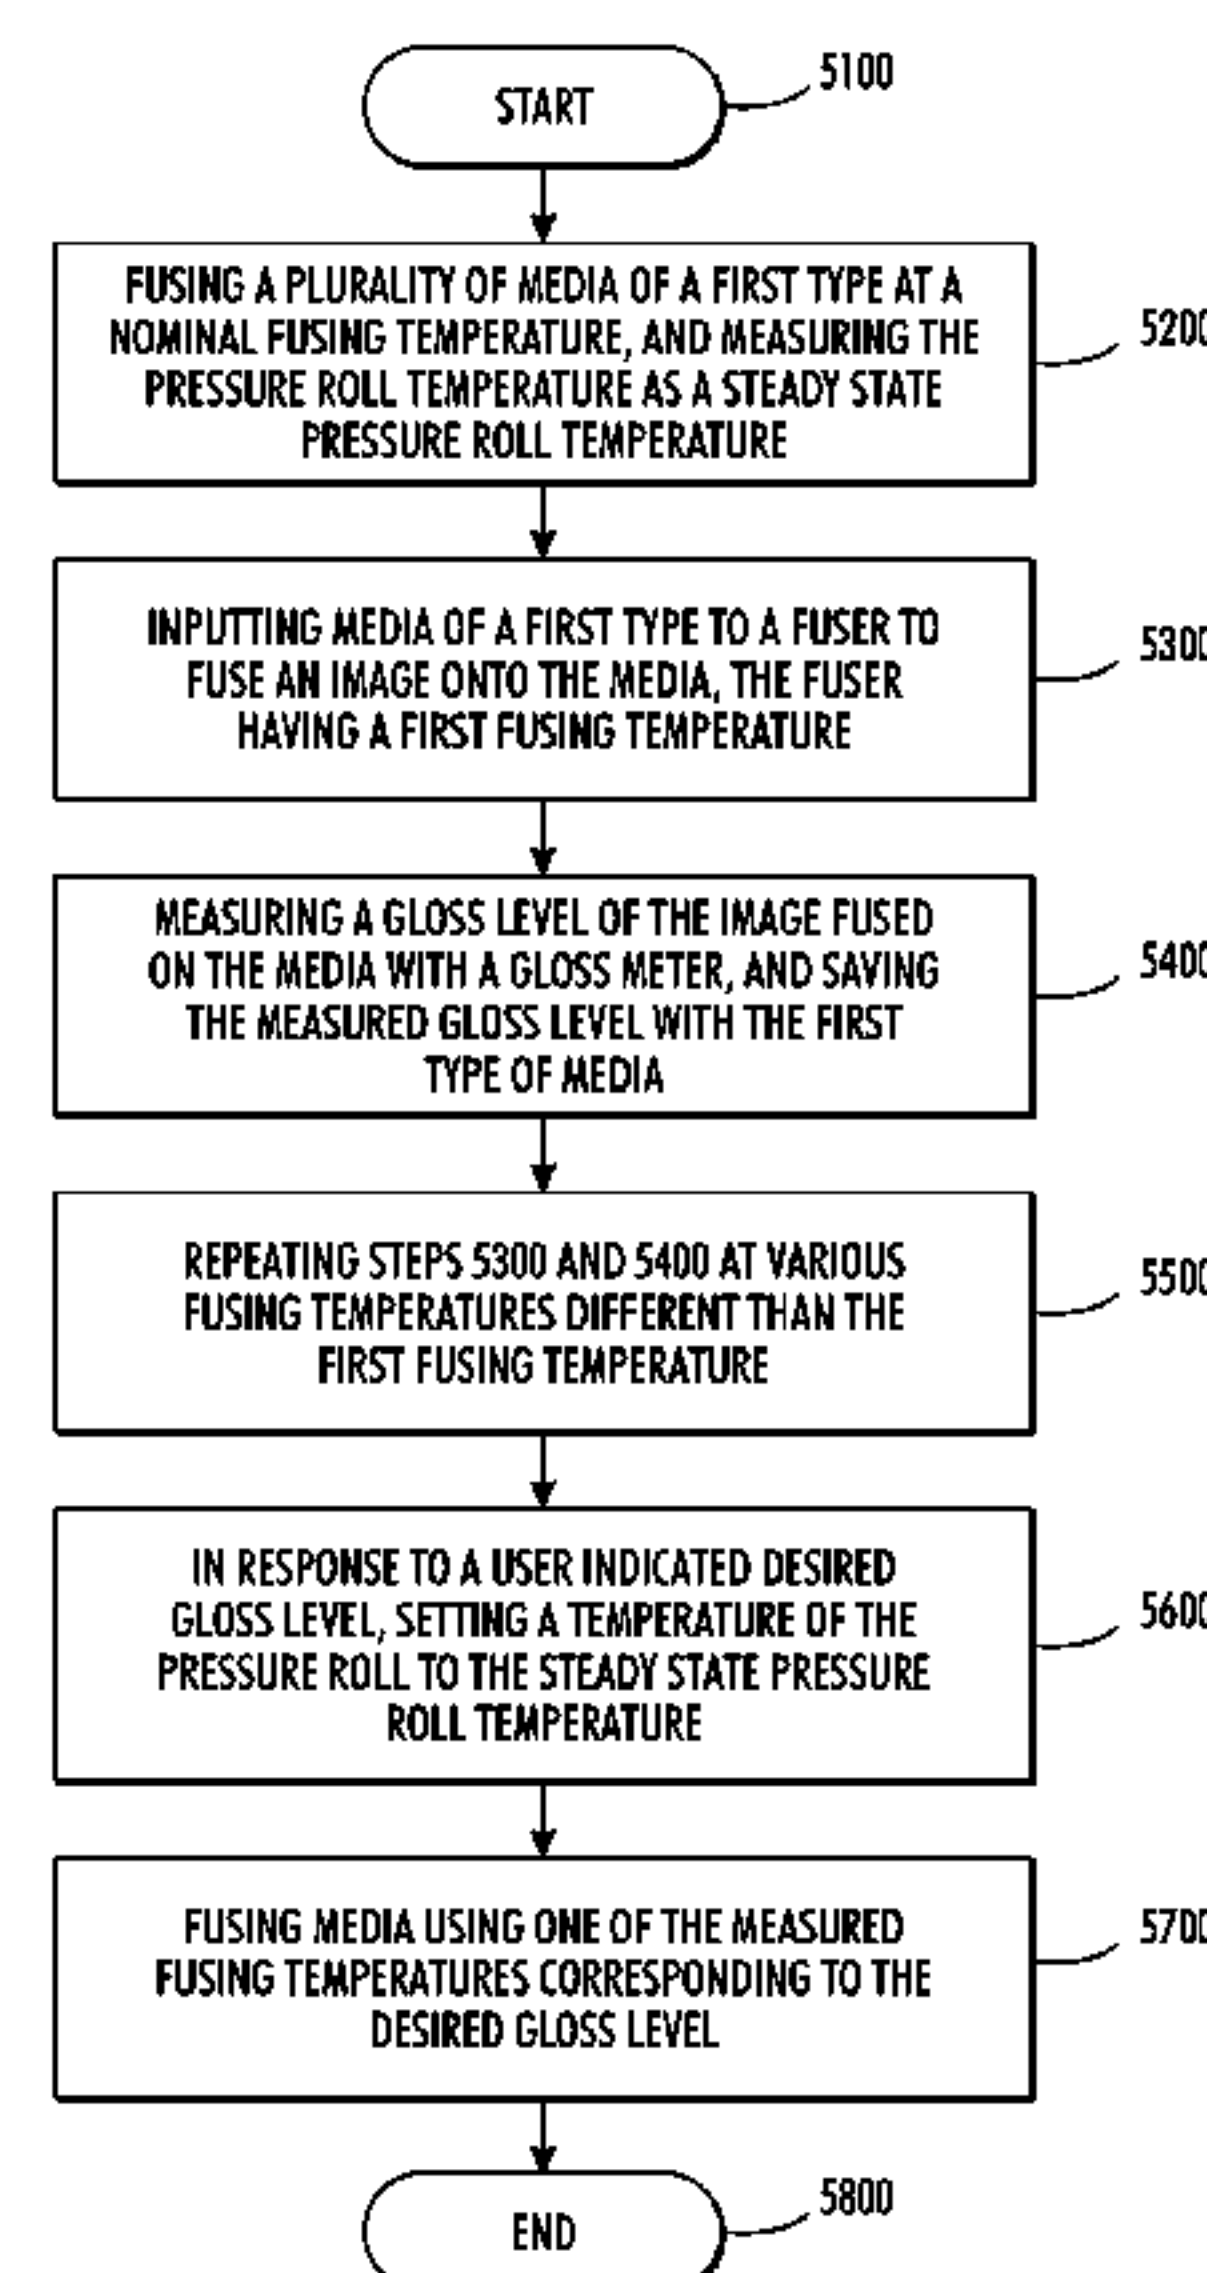 START
5100
FUSING A PLURALITY OF MEDIA OF A FIRST TYPE AT A
NOMINAL FUSING TEMPERATURE, AND MEASURING THE
PRESSURE ROLL TEMPERATURE AS A STEADY STATE
PRESSURE ROLL TEMPERATURE
5200
INPUTTING MEDIA OF A FIRST TYPE TO A FUSER TO
FUSE AN IMAGE ONTO THE MEDIA, THE FUSER
HAVING A FIRST FUSING TEMPERATURE
5300
MEASURING A GLOSS LEVEL OF THE IMAGE FUSED
ON THE MEDIA WITH A GLOSS METER, AND SAVING
THE MEASURED GLOSS LEVEL WITH THE FIRST
TYPE OF MEDIA
5400
REPEATING STEPS 5300 AND 5400 AT VARIOUS
FUSING TEMPERATURES DIFFERENT THAN THE
FIRST FUSING TEMPERATURE
5500
IN RESPONSE TO A USER INDICATED DESIRED
GLOSS LEVEL, SETTING A TEMPERATURE OF THE
PRESSURE ROLL TO THE STEADY STATE PRESSURE
ROLL TEMPERATURE
5600
FUSING MEDIA USING ONE OF THE MEASURED
FUSING TEMPERATURES CORRESPONDING TO THE
DESIRED GLOSS LEVEL
5700
END
5800